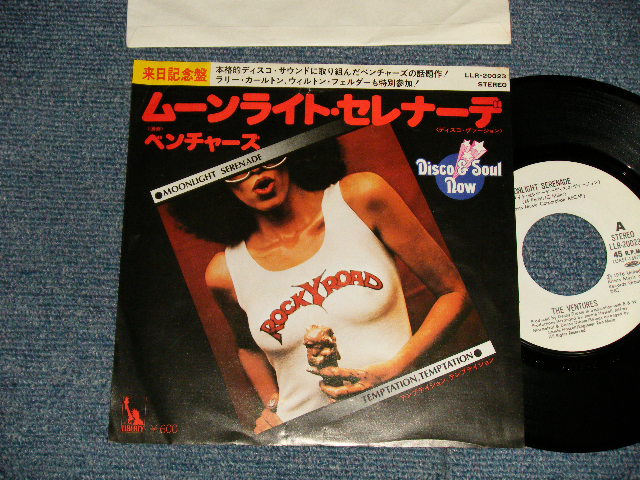 来日記念盤
本格的ディスコ・サウンドに取り組んだベンチャーズの話題作!
ラリー・カールトン、ウィルトン・フェルダーも特別参加!
LLR-20023
STEREO
ムーンライト・セレナーデ
〈ディスコ・ヴァージョン〉
ベンチャーズ
●MOONLIGHT SERENADE
Disco & Soul
Now
ROCKY ROAD
TEMPTATION, TEMPTATION●
テンプテイション・テンプテイション
LIBERTY
¥600
MOONLIGHT SERENADE
A
STEREO
LLR-20023
45 R.P.M.
THE VENTURES